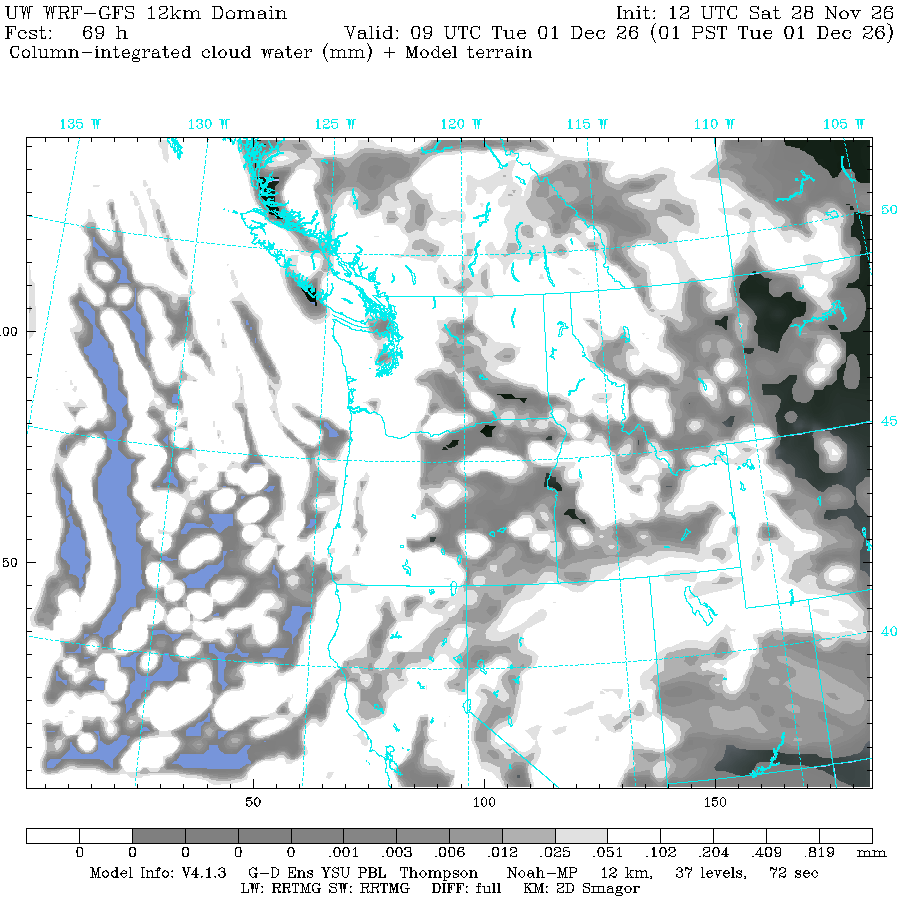 UW WRF-GFS 12km Domain Init: 12 UTC Sat 28 Nov 26
Fcst: 69 h Valid: 09 UTC Tue 01 Dec 26 (01 PST Tue 01 Dec 26)
Column-integrated cloud water (mm) + Model terrain
135 W 130 W 125 W 120 W 115 W 110 W 105 W
50
00
45
50
40
50 100 150
0 0 0 0 0 .001 .003 .006 .012 .025 .051 .102 .204 .409 .819 mm
Model Info: V4.1.3 G-D Ens YSU PBL Thompson Noah-MP 12 km, 37 levels, 72 sec
LW: RRTMG SW: RRTMG DIFF: full KM: 2D Smagor